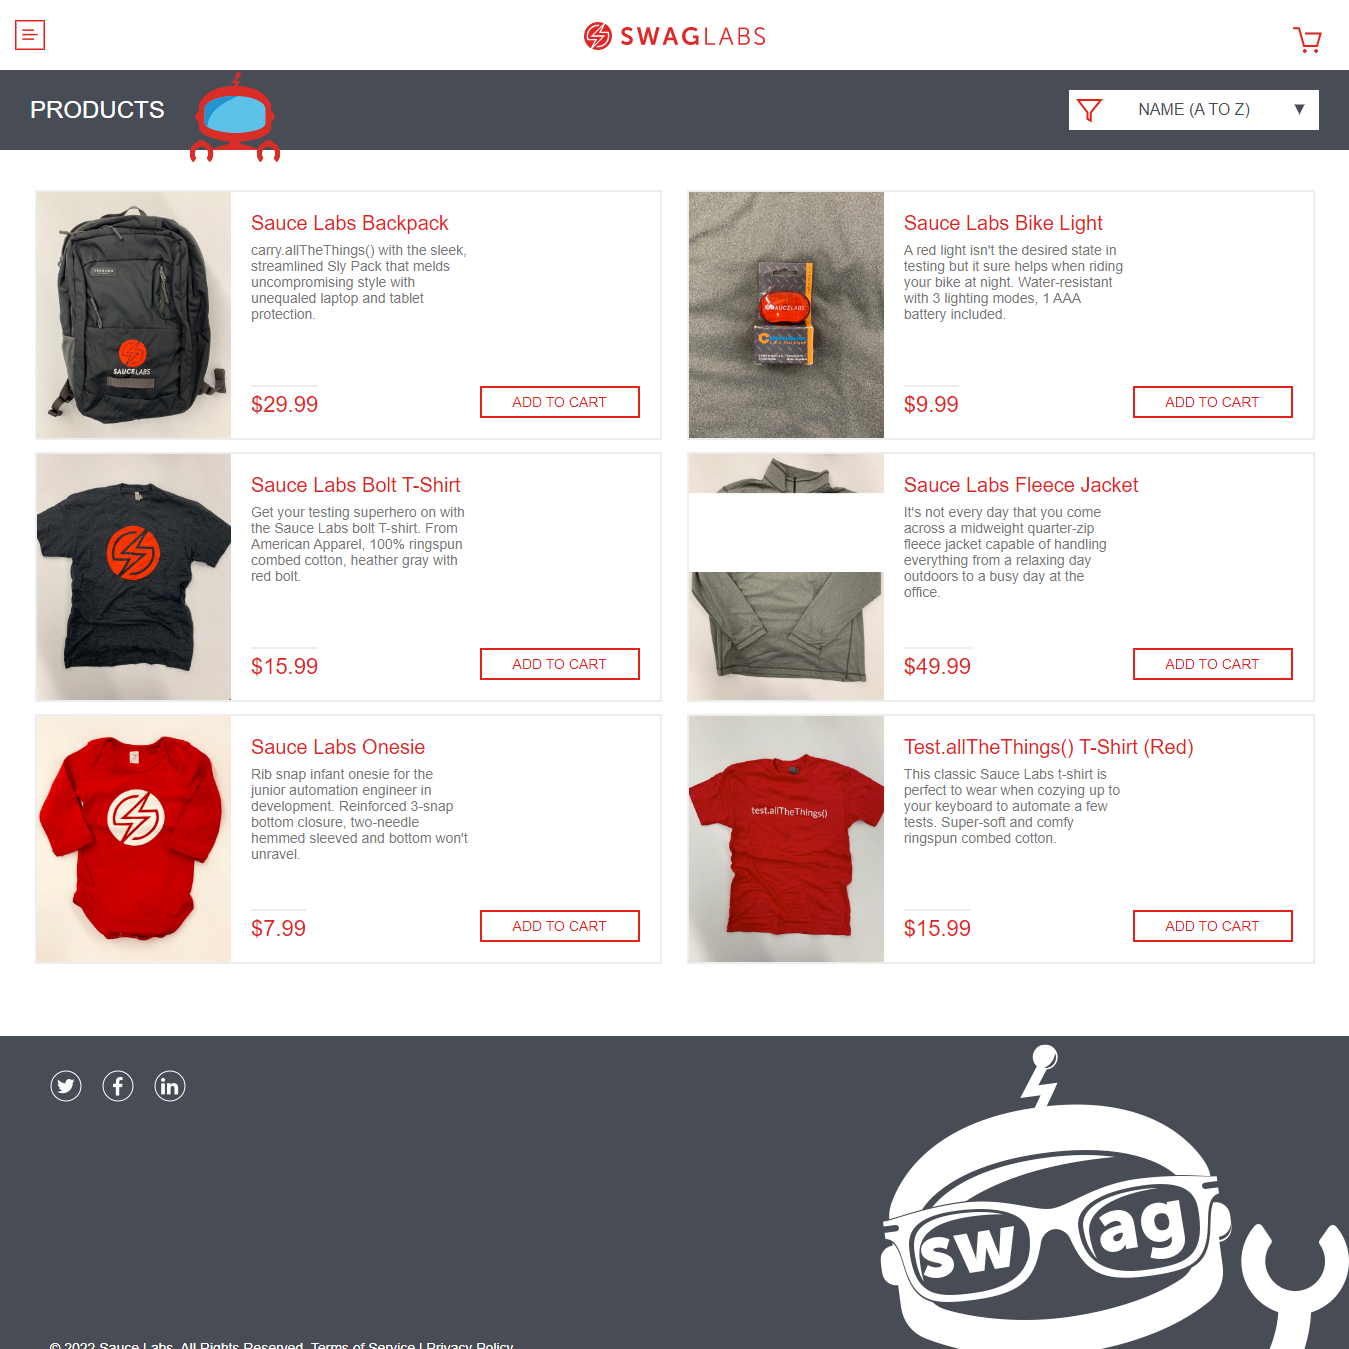 SWAGLABS
PRODUCTS
NAME (A TO Z)
Sauce Labs Backpack
carry.allTheThings() with the sleek,
streamlined Sly Pack that melds
uncompromising style with
unequaled laptop and tablet
protection.
$29.99
ADD TO CART
SAUCELABS
Sauce Labs Bike Light
A red light isn't the desired state in
testing but it sure helps when riding
your bike at night. Water-resistant
with 3 lighting modes, 1 AAA
battery included.
$9.99
ADD TO CART
SAUCELABS
Sauce Labs Bolt T-Shirt
Get your testing superhero on with
the Sauce Labs bolt T-shirt. From
American Apparel, 100% ringspun
combed cotton, heather gray with
red bolt.
$15.99
ADD TO CART
Sauce Labs Fleece Jacket
It's not every day that you come
across a midweight quarter-zip
fleece jacket capable of handling
everything from a relaxing day
outdoors to a busy day at the
office.
$49.99
ADD TO CART
Sauce Labs Onesie
Rib snap infant onesie for the
junior automation engineer in
development. Reinforced 3-snap
bottom closure, two-needle
hemmed sleeved and bottom won't
unravel.
$7.99
ADD TO CART
Test.allTheThings() T-Shirt (Red)
This classic Sauce Labs t-shirt is
perfect to wear when cozying up to
your keyboard to automate a few
tests. Super-soft and comfy
ringspun combed cotton.
$15.99
ADD TO CART
test.allTheThings()
swag
© 2022 Sauce Labs. All Rights Reserved. Terms of Service | Privacy Policy